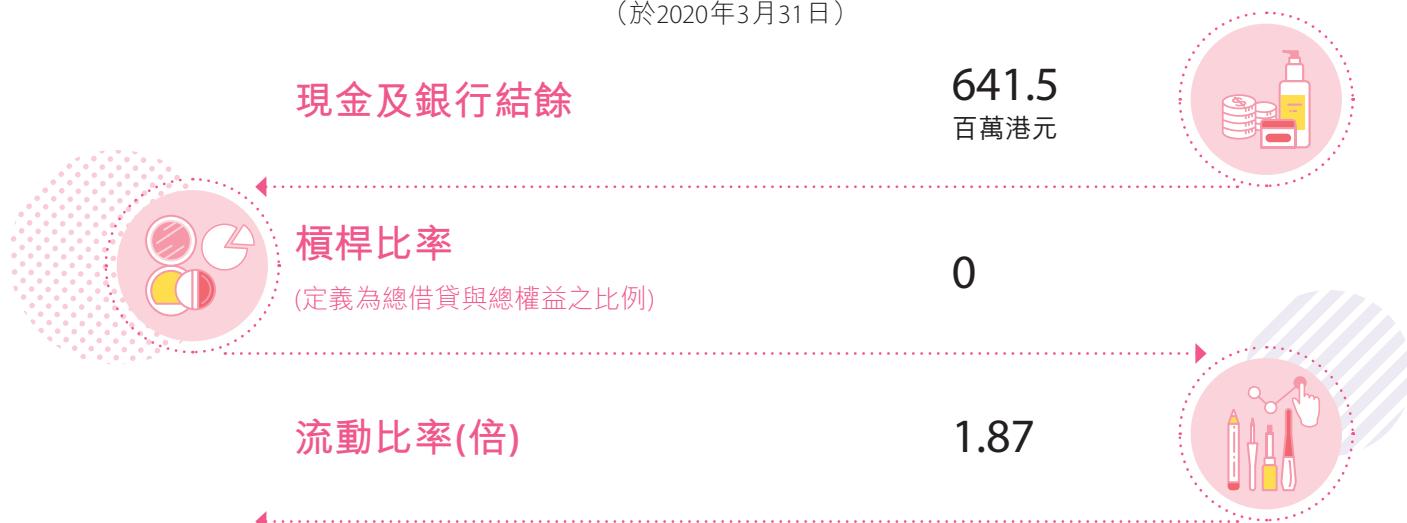 （於2020年3月31日）
現金及銀行結餘
641.5
百萬港元
槓桿比率
(定義為總借貸與總權益之比例)
0
流動比率(倍)
1.87